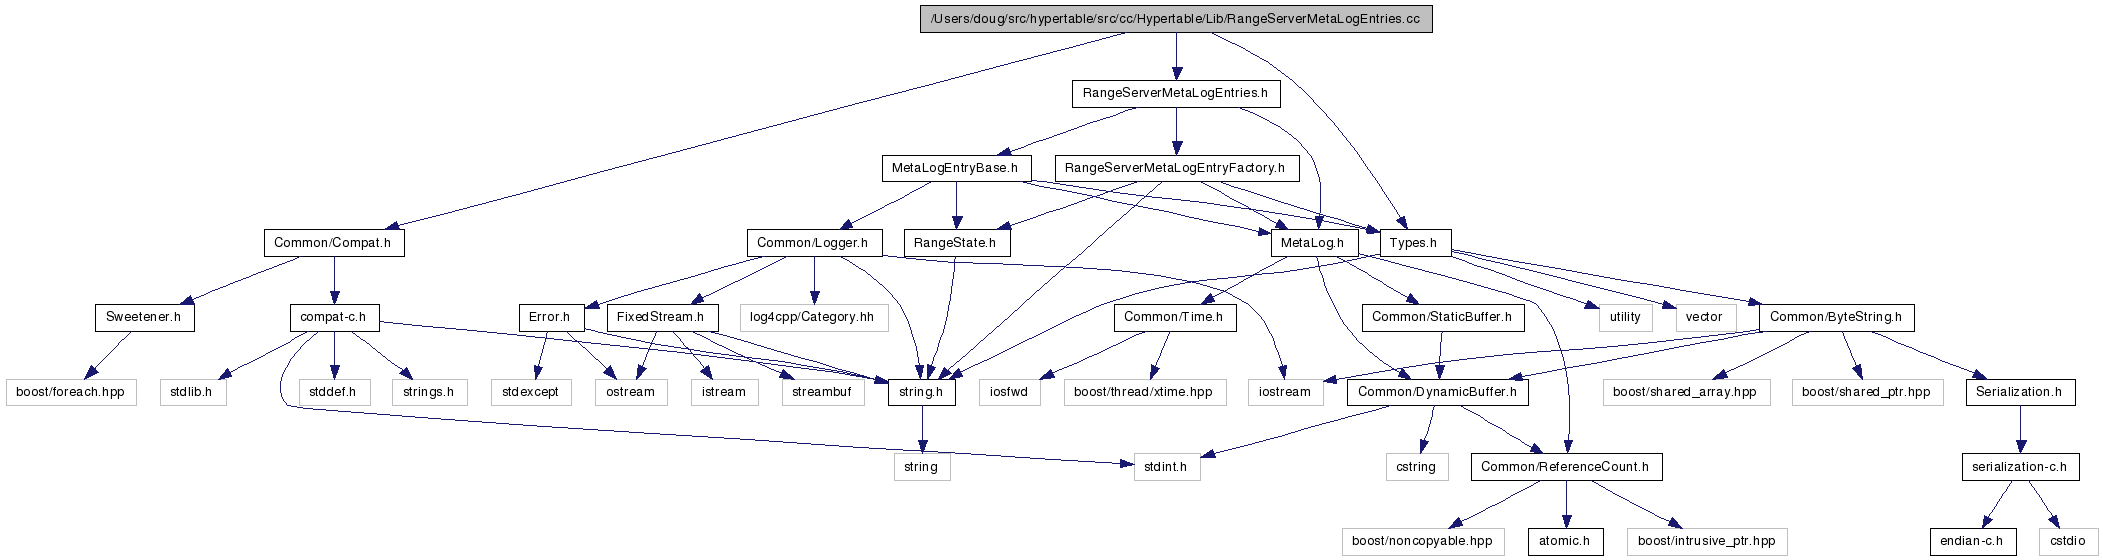 /Users/doug/src/hypertable/src/cc/Hypertable/Lib/RangeServerMetaLogEntries.cc
RangeServerMetaLogEntries.h
MetaLogEntryBase.h
RangeServerMetaLogEntryFactory.h
Common/Compat.h
Common/Logger.h
RangeState.h
MetaLog.h
Types.h
Sweetener.h
compat-c.h
Error.h
FixedStream.h
log4cpp/Category.hh
Common/Time.h
Common/StaticBuffer.h
utility
vector
Common/ByteString.h
boost/foreach.hpp
stdlib.h
stddef.h
strings.h
stdexcept
ostream
istream
streambuf
string.h
iosfwd
boost/thread/xtime.hpp
iostream
Common/DynamicBuffer.h
boost/shared_array.hpp
boost/shared_ptr.hpp
Serialization.h
string
stdint.h
cstring
Common/ReferenceCount.h
serialization-c.h
boost/noncopyable.hpp
atomic.h
boost/intrusive_ptr.hpp
endian-c.h
cstdio